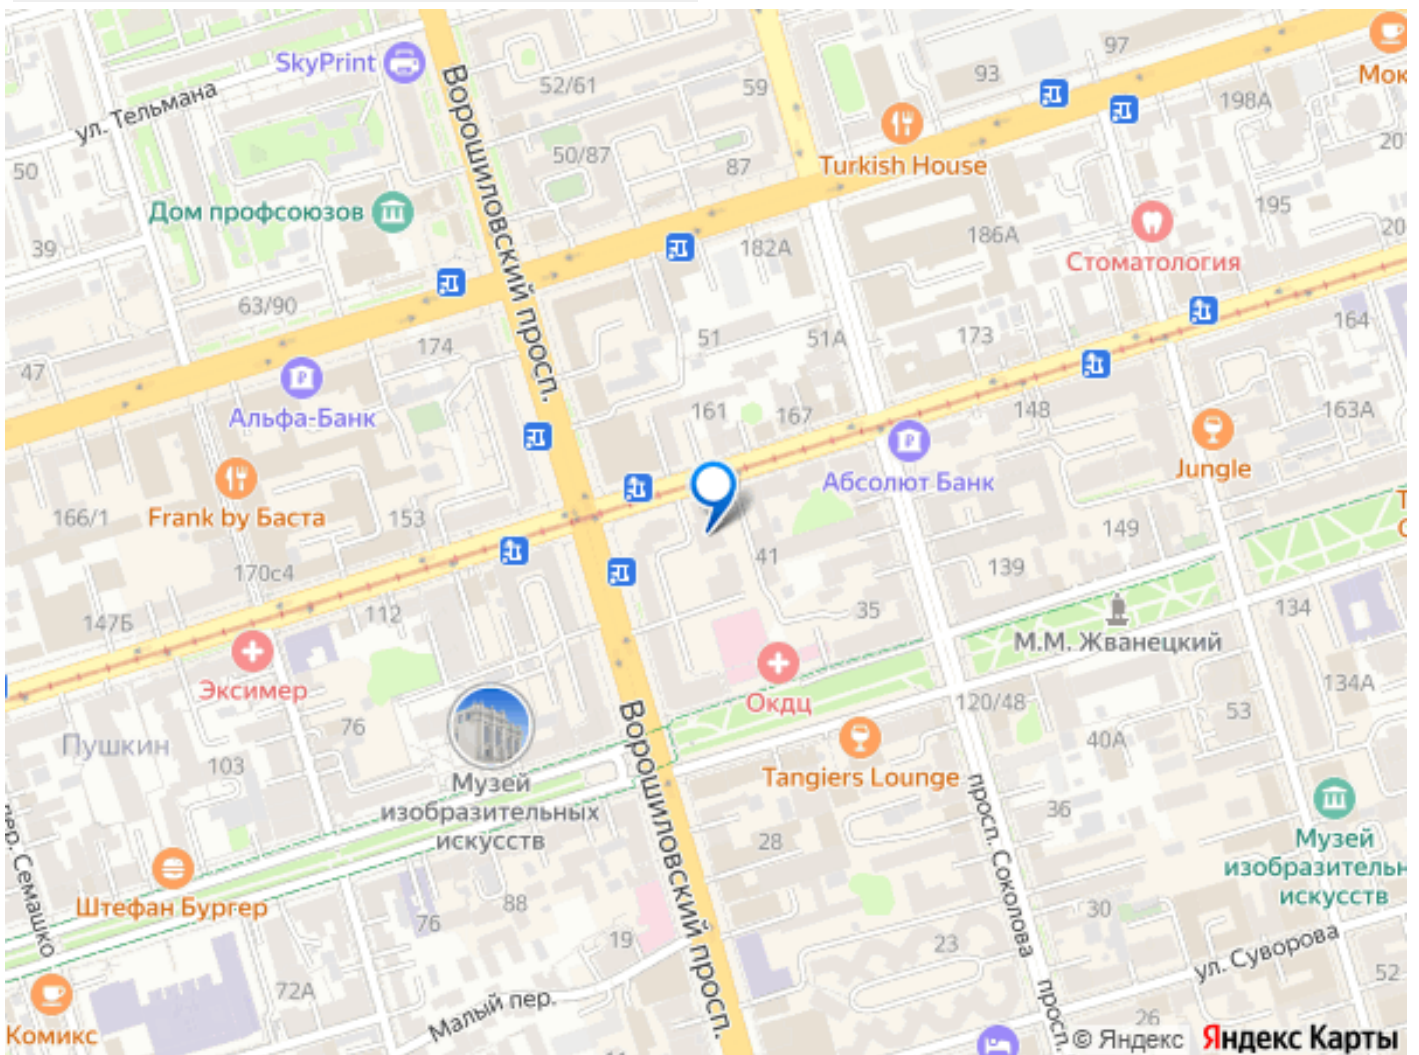 97
SkyPrint
Мок
52/61
59
93
198А
ул. Тельмана
Ворошиловский просп.
20
50/87
87
Turkish House
50
Дом профсоюзов
195
39
182А
186А
20
Стоматология
63/90
174
51
51А
173
164
47
Альфа-Банк
161
167
148
163А
Абсолют Банк
Jungle
Frank by Баста
166/1
153
149
Т
С
170с4
41
139
147Б
112
35
134
М.М. Жванецкий
Эксимер
Окдц
134А
120/48
53
76
Пушкин
40А
103
Tangiers Lounge
Музей
изобразительных
искусств
Ворошиловский просп.
просп. Соколова
36
28
Музей
изобразительн
искусств
пер. Семашко
Штефан Бургер
88
76
30
19
23
ул. Суворова
52
72А
Малый пер.
просп.
26
Комикс
© Яндекс Яндекс Карты